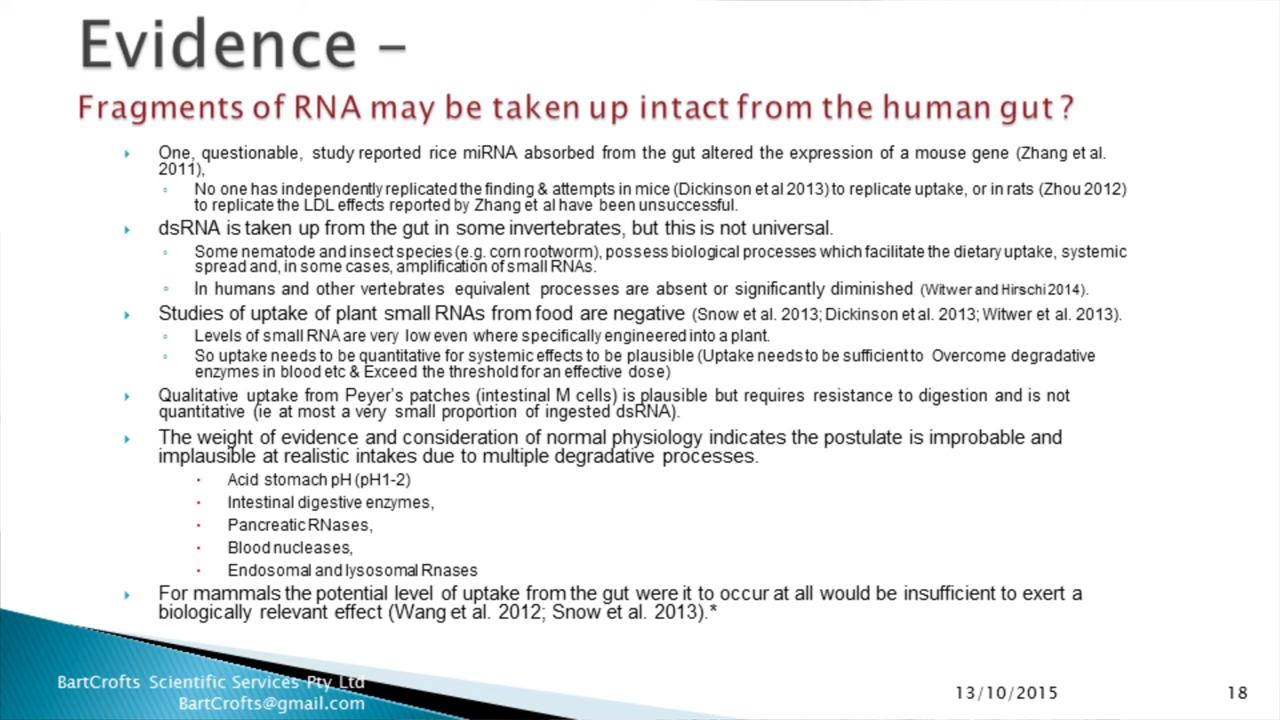 Evidence –
Fragments of RNA may be taken up intact from the human gut ?
One, questionable, study reported rice miRNA absorbed from the gut altered the expression of a mouse gene (Zhang et al.
2011),
No one has independently replicated the finding & attempts in mice (Dickinson et al 2013) to replicate uptake, or in rats (Zhou 2012)
to replicate the LDL effects reported by Zhang et al have been unsuccessful.
dsRNA is taken up from the gut in some invertebrates, but this is not universal.
Some nematode and insect species (e.g. corn rootworm), possess biological processes which facilitate the dietary uptake, systemic
spread and, in some cases, amplification of small RNAs.
In humans and other vertebrates equivalent processes are absent or significantly diminished (Witwer and Hirschi 2014).
Studies of uptake of plant small RNAs from food are negative (Snow et al. 2013; Dickinson et al. 2013; Witwer et al. 2013).
Levels of small RNA are very low even where specifically engineered into a plant.
So uptake needs to be quantitative for systemic effects to be plausible (Uptake needs to be sufficient to Overcome degradative
enzymes in blood etc & Exceed the threshold for an effective dose)
Qualitative uptake from Peyer's patches (intestinal M cells) is plausible but requires resistance to digestion and is not
quantitative (ie at most a very small proportion of ingested dsRNA).
The weight of evidence and consideration of normal physiology indicates the postulate is improbable and
implausible at realistic intakes due to multiple degradative processes.
Acid stomach pH (pH1-2)
Intestinal digestive enzymes,
Pancreatic RNases,
Blood nucleases,
Endosomal and lysosomal Rnases
For mammals the potential level of uptake from the gut were it to occur at all would be insufficient to exert a
biologically relevant effect (Wang et al. 2012; Snow et al. 2013).*
BartCrofts Scientific Services Pty Ltd
BartCrofts@gmail.com
13/10/2015
18